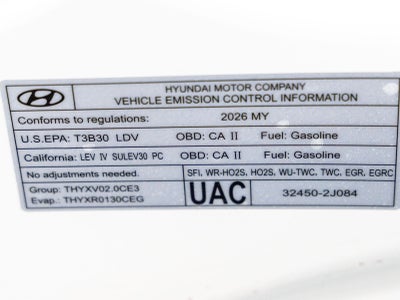 HYUNDAI MOTOR COMPANY
VEHICLE EMISSION CONTROL INFORMATION
Conforms to regulations: 2026 MY
U.S.EPA: T3B30 LDV OBD: CA II Fuel: Gasoline
California: LEV IV SULEV30 PC OBD: CA II Fuel: Gasoline
No adjustments needed. SFI, WR-HO2S, HO2S, WU-TWC, TWC, EGR, EGRC
Group: THYXV02.0CE3
Evap.: THYXR0130CEG
UAC 32450-2J084